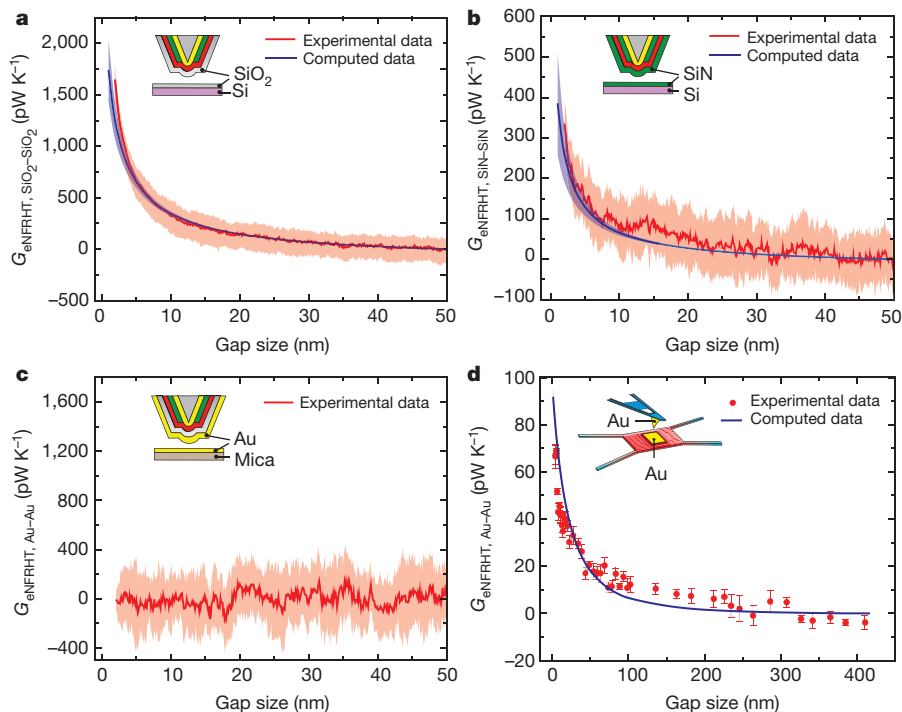 a
2,000
1,500
1,000
500
0
−500
0
10
20
30
40
50
Gap size (nm)
G eNFRHT, SiO2–SiO2 (pW K−1)
Experimental data
Computed data
SiO2
Si
b
600
500
400
300
200
100
0
−100
0
10
20
30
40
50
Gap size (nm)
G eNFRHT, SiN–SiN (pW K−1)
Experimental data
Computed data
SiN
Si
c
1,600
1,200
800
400
0
−400
0
10
20
30
40
50
Gap size (nm)
G eNFRHT, Au–Au (pW K−1)
Experimental data
Au
Mica
d
100
80
60
40
20
0
−20
0
100
200
300
400
Gap size (nm)
G eNFRHT, Au–Au (pW K−1)
Experimental data
Computed data
Au
Au